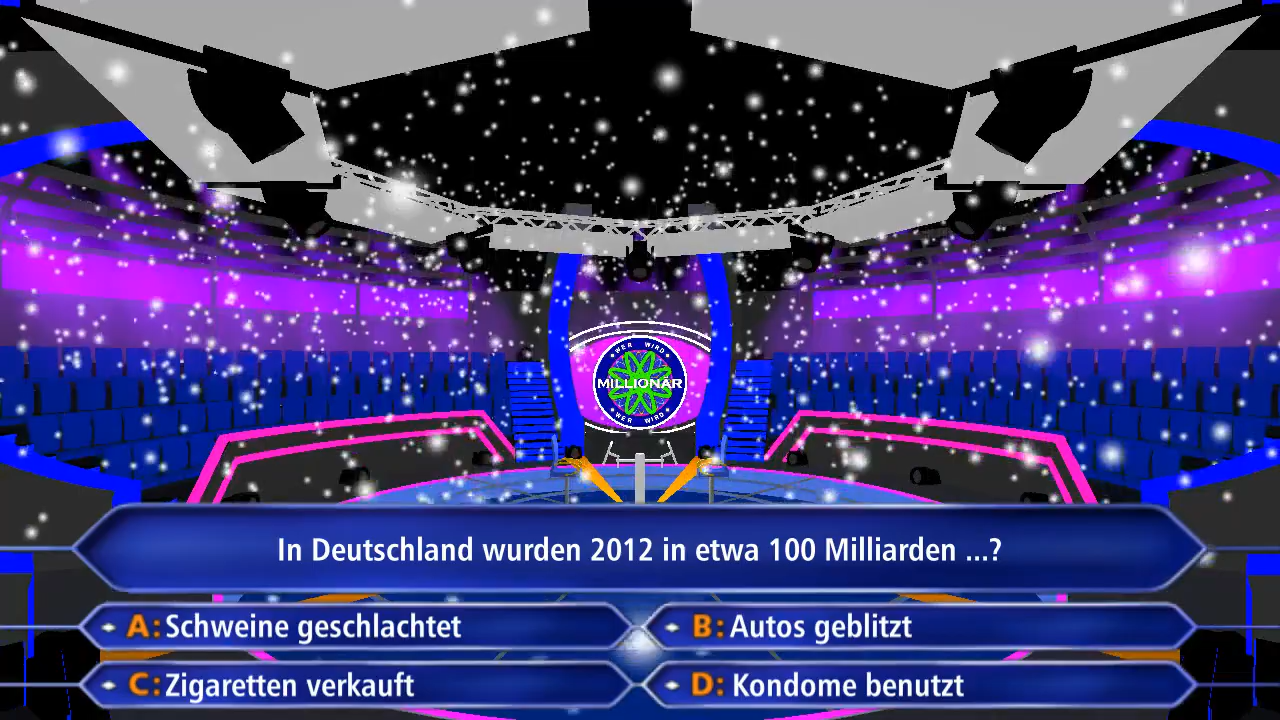 WER WIRD
MILLIONÄR
WER WIRD
In Deutschland wurden 2012 in etwa 100 Milliarden ...?
A: Schweine geschlachtet
B: Autos geblitzt
C: Zigaretten verkauft
D: Kondome benutzt